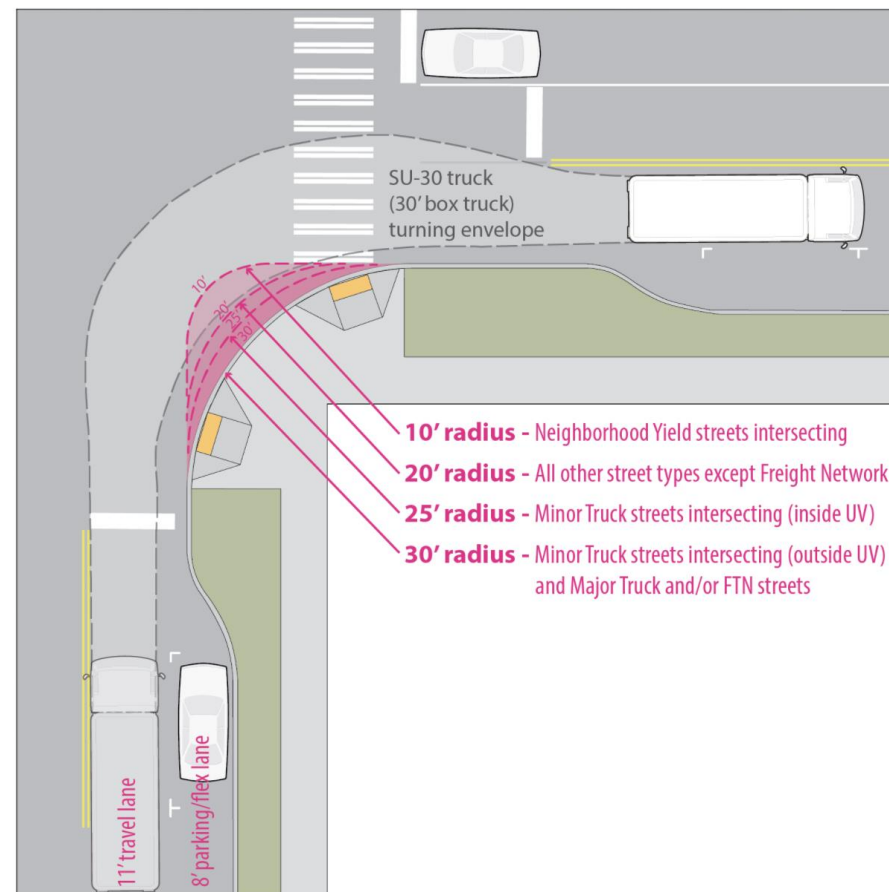 SU-30 truck
(30' box truck)
turning envelope
10'
20'
25'
30'
10' radius - Neighborhood Yield streets intersecting
20' radius - All other street types except Freight Network
25' radius - Minor Truck streets intersecting (inside UV)
30' radius - Minor Truck streets intersecting (outside UV)
and Major Truck and/or FTN streets
11' travel lane
8' parking/flex lane